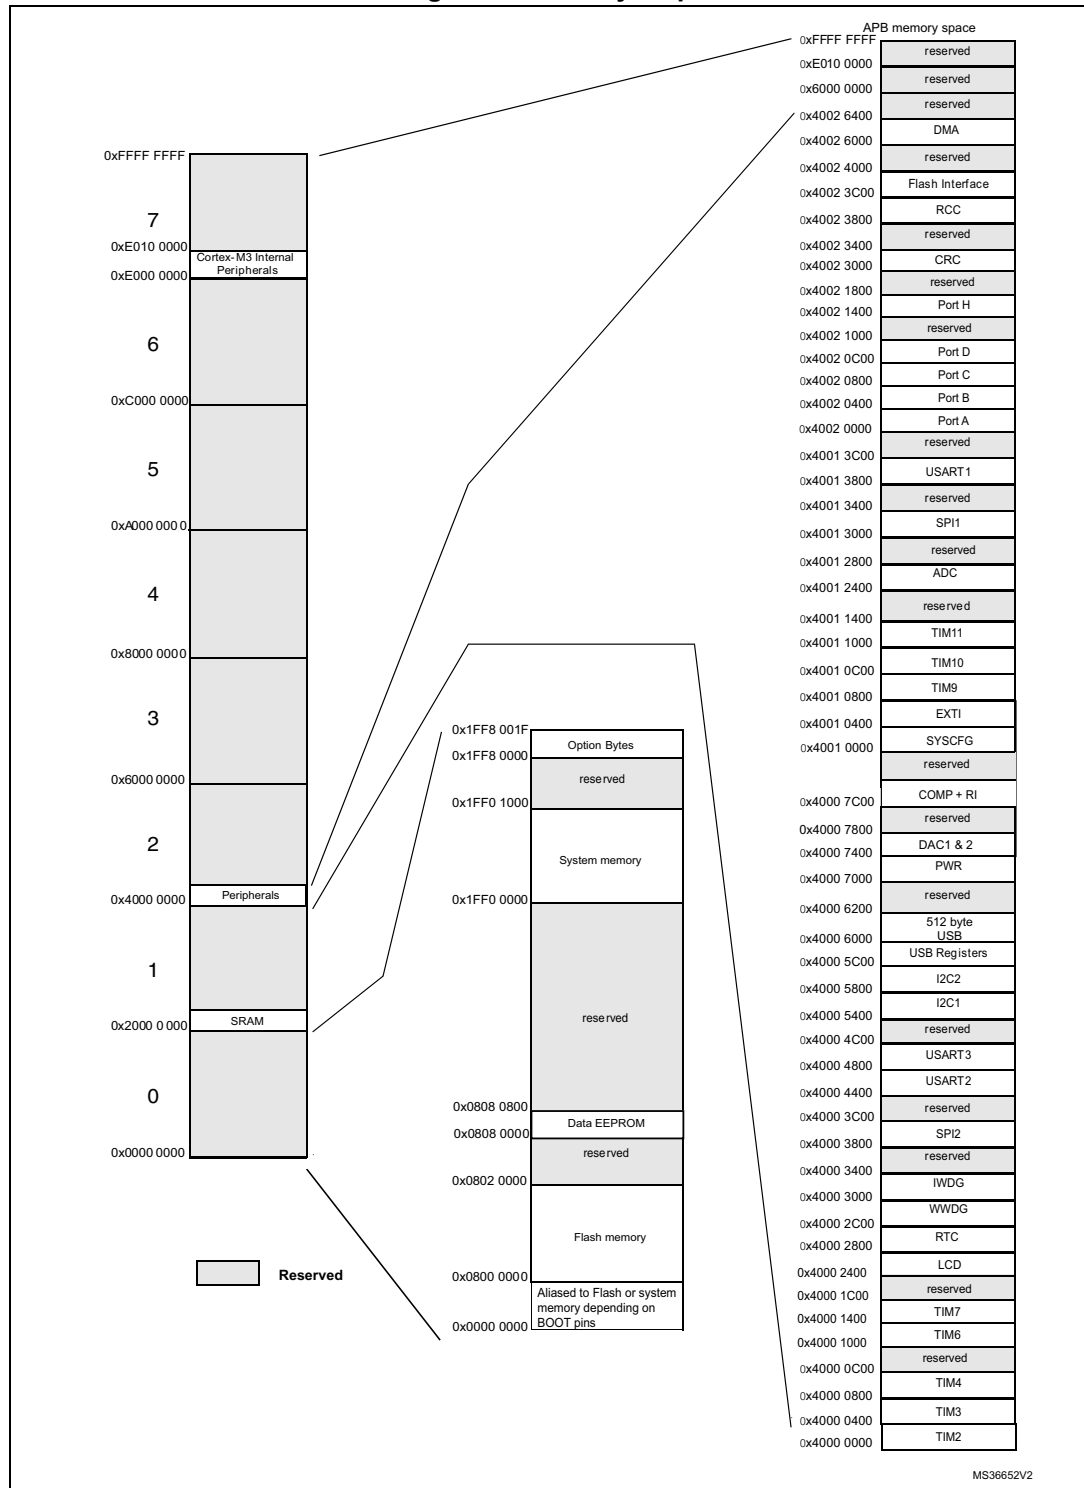 APB memory space
0xFFFF FFFF
reserved
0xE010 0000
reserved
0x6000 0000
reserved
0x4002 6400
DMA
0x4002 6000
reserved
0x4002 4000
Flash Interface
0x4002 3C00
RCC
0x4002 3800
reserved
0x4002 3400
CRC
0x4002 3000
reserved
0x4002 1800
Port H
0x4002 1400
reserved
0x4002 1000
Port D
0x4002 0C00
Port C
0x4002 0800
Port B
0x4002 0400
Port A
0x4002 0000
reserved
0x4001 3C00
USART1
0x4001 3800
reserved
0x4001 3400
SPI1
0x4001 3000
reserved
0x4001 2800
ADC
0x4001 2400
reserved
0x4001 1400
TIM11
0x4001 1000
TIM10
0x4001 0C00
TIM9
0x4001 0800
EXTI
0x4001 0400
SYSCFG
0x4001 0000
reserved
COMP + RI
0x4000 7C00
reserved
0x4000 7800
DAC1 & 2
0x4000 7400
PWR
0x4000 7000
reserved
0x4000 6200
512 byte
USB
0x4000 6000
USB Registers
0x4000 5C00
I2C2
0x4000 5800
I2C1
0x4000 5400
reserved
0x4000 4C00
USART3
0x4000 4800
USART2
0x4000 4400
reserved
0x4000 3C00
SPI2
0x4000 3800
reserved
0x4000 3400
IWDG
0x4000 3000
WWDG
0x4000 2C00
RTC
0x4000 2800
LCD
0x4000 2400
reserved
0x4000 1C00
TIM7
0x4000 1400
TIM6
0x4000 1000
reserved
0x4000 0C00
TIM4
0x4000 0800
TIM3
0x4000 0400
TIM2
0x4000 0000
0xFFFF FFFF
7
0xE010 0000
Cortex-M3 Internal
Peripherals
0xE000 0000
6
0xC000 0000
5
0xA000 0000
4
0x8000 0000
3
0x6000 0000
2
Peripherals
0x4000 0000
1
SRAM
0x2000 0000
0
0x0000 0000
Reserved
0x1FF8 001F
Option Bytes
0x1FF8 0000
reserved
0x1FF0 1000
System memory
0x1FF0 0000
reserved
0x0808 0800
Data EEPROM
0x0808 0000
reserved
0x0802 0000
Flash memory
0x0800 0000
Aliased to Flash or system
memory depending on
BOOT pins
0x0000 0000
MS36652V2